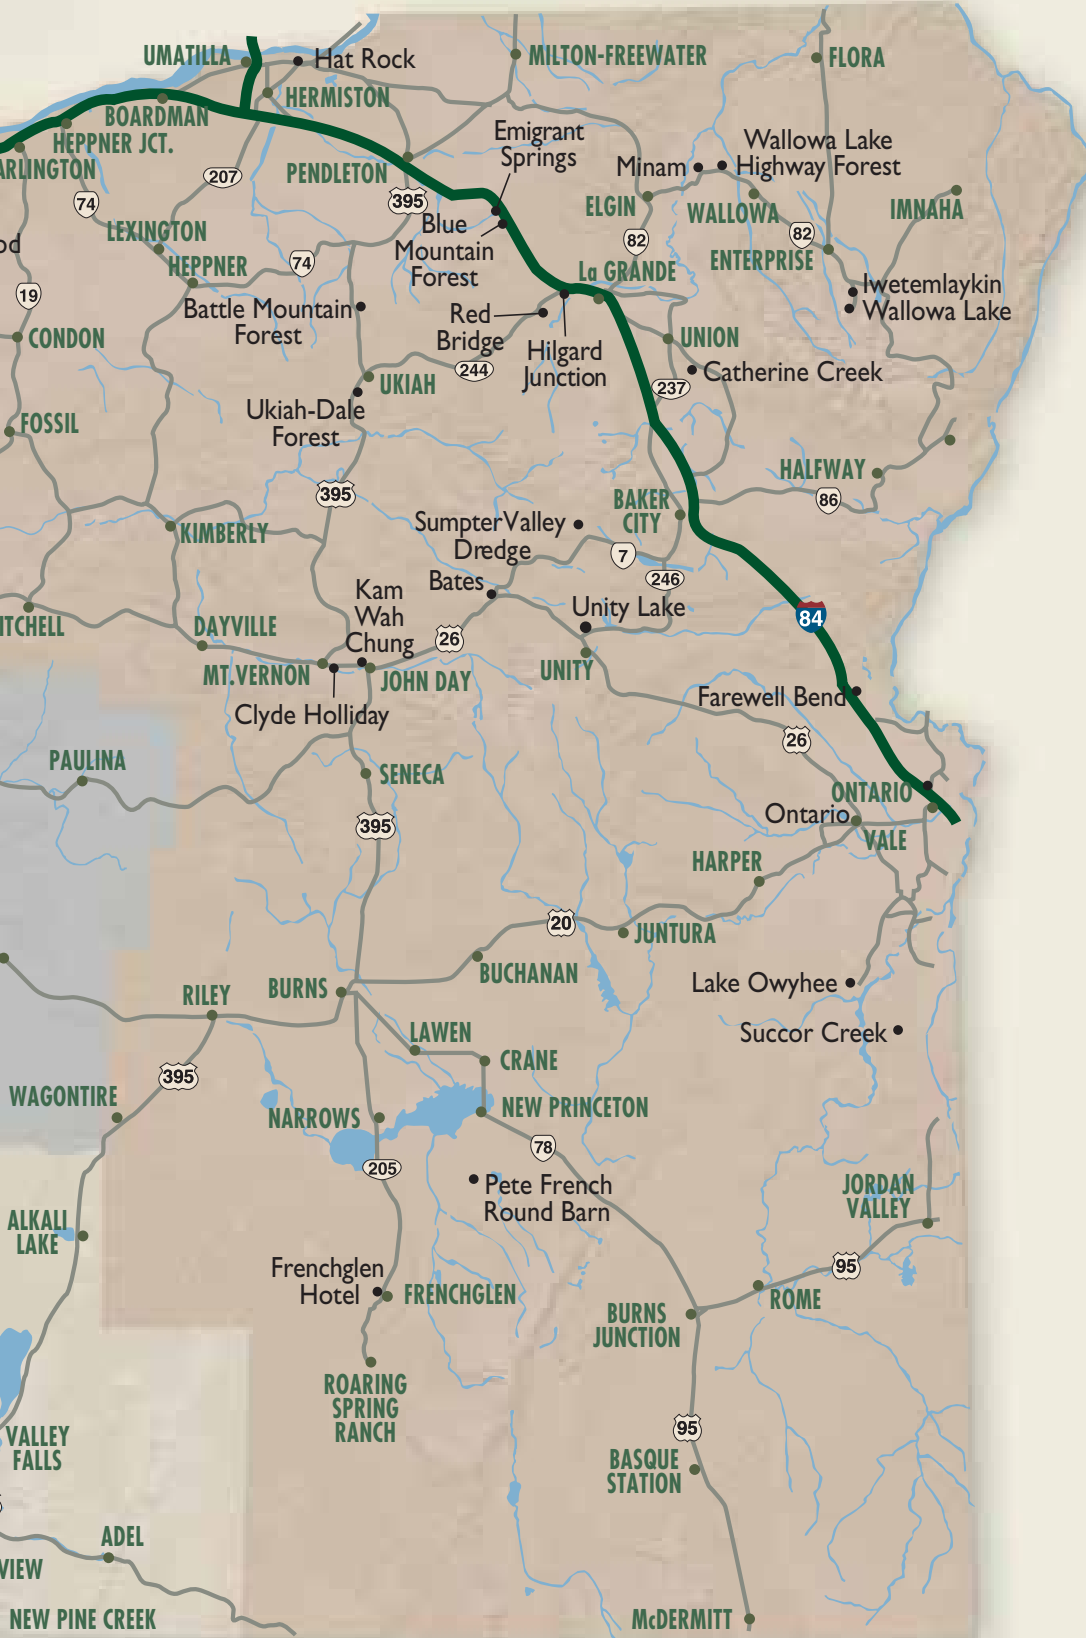 UMATILLA
Hat Rock
MILTON-FREEWATER
FLORA
HERMISTON
BOARDMAN
HEPPNER JCT.
ARLINGTON
Emigrant
Springs
Wallowa Lake
Highway Forest
Minam
PENDLETON
207
74
395
ELGIN
WALLOWA
IMNAHA
LEXINGTON
Blue
Mountain
Forest
82
82
ENTERPRISE
od
HEPPNER
74
La GRANDE
19
Iwetemlaykin
Wallowa Lake
Battle Mountain
Forest
Red
Bridge
CONDON
UNION
Hilgard
Junction
244
UKIAH
237
Catherine Creek
Ukiah-Dale
Forest
FOSSIL
HALFWAY
395
BAKER
CITY
86
KIMBERLY
Sumpter Valley
Dredge
7
246
Bates
Kam
Wah
Chung
Unity Lake
84
ITCHELL
DAYVILLE
26
MT.VERNON
JOHN DAY
UNITY
Clyde Holliday
Farewell Bend
26
PAULINA
SENECA
ONTARIO
Ontario
395
VALE
HARPER
20
JUNTURA
BUCHANAN
BURNS
RILEY
Lake Owyhee
LAWEN
Succor Creek
CRANE
395
WAGONTIRE
NARROWS
NEW PRINCETON
78
205
Pete French
Round Barn
JORDAN
VALLEY
ALKALI
LAKE
Frenchglen
Hotel
FRENCHGLEN
95
ROME
BURNS
JUNCTION
ROARING
SPRING
RANCH
95
VALLEY
FALLS
BASQUE
STATION
ADEL
VIEW
NEW PINE CREEK
McDERMITT